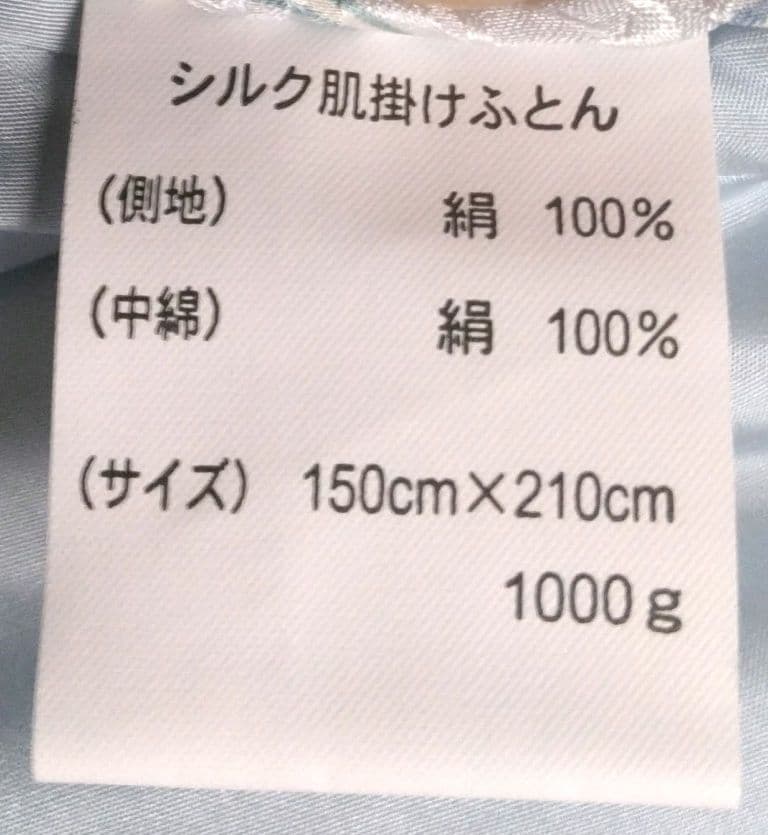 シルク肌掛けふとん
(側地) 絹 100%
(中綿) 絹 100%
(サイズ) 150cm×210cm
1000g